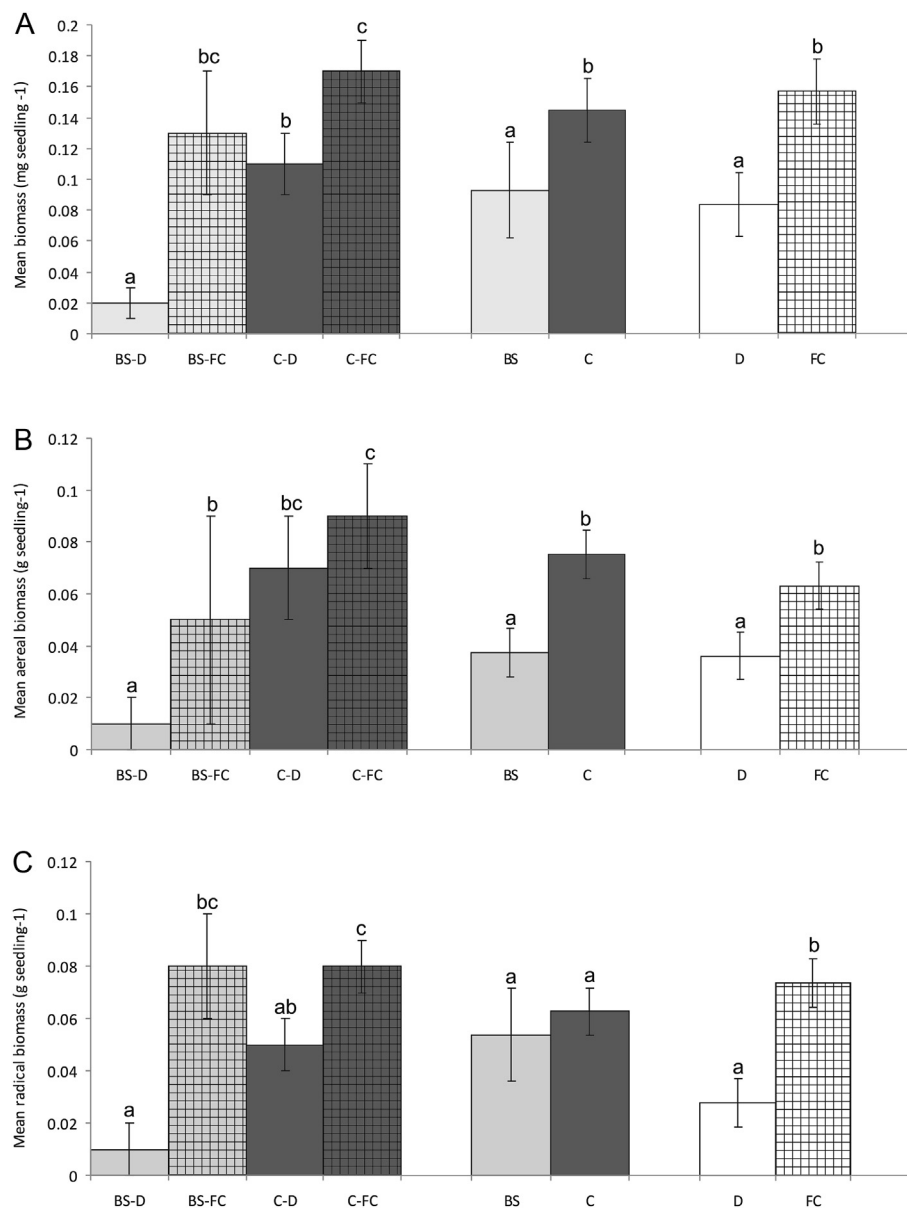 A
Mean biomass (mg seedling -1)
0.2
0.18
0.16
0.14
0.12
0.1
0.08
0.06
0.04
0.02
0
a
bc
b
c
a
b
a
b
BS-D BS-FC C-D C-FC BS C D FC
B
Mean aereal biomass (g seedling-1)
0.12
0.1
0.08
0.06
0.04
0.02
0
a
b
bc
c
a
b
a
b
BS-D BS-FC C-D C-FC BS C D FC
C
Mean radical biomass (g seedling-1)
0.12
0.1
0.08
0.06
0.04
0.02
0
a
bc
ab
c
a
a
a
b
BS-D BS-FC C-D C-FC BS C D FC